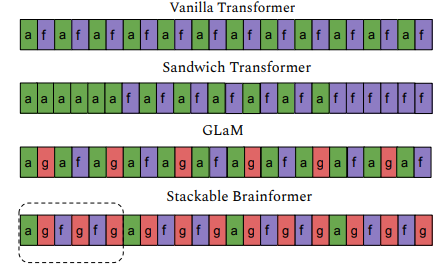 Vanilla Transformer
a f a f a f a f a f a f a f a f a f a f a f a f
Sandwich Transformer
a a a a a a f a f a f a f a f a f a f f f f f f
GLaM
a g a f a g a f a g a f a g a f a g a f a g a f
Stackable Brainformer
a g f g f g a g f g f g a g f g f g a g f g f g